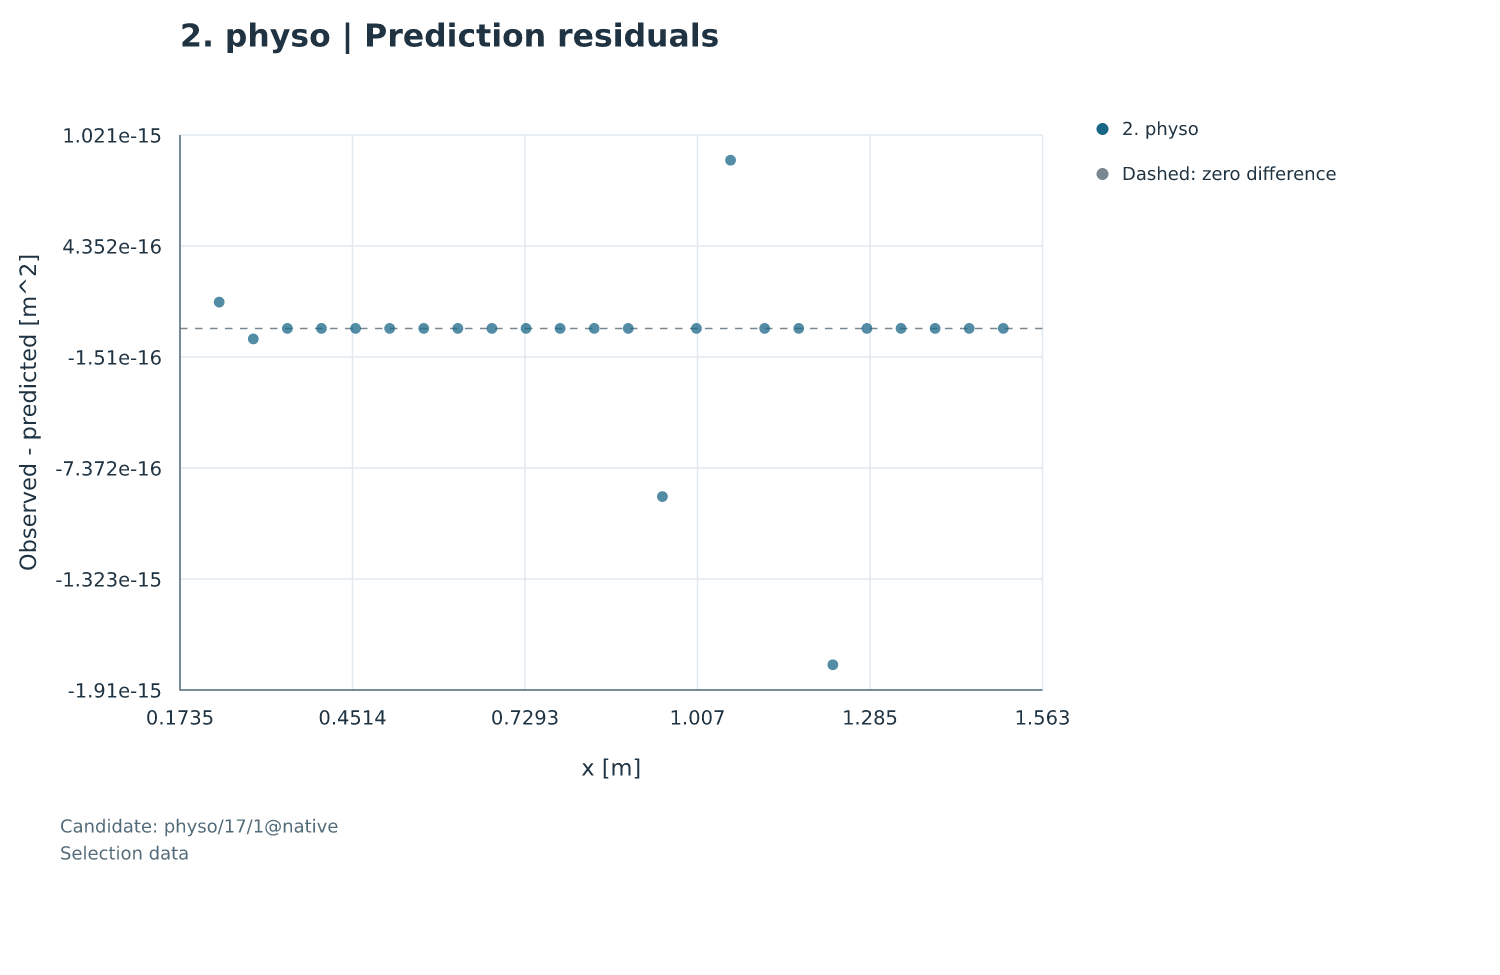 2. physo | Prediction residuals
2. physo
Dashed: zero difference
Observed - predicted [m^2]
1.021e-15
4.352e-16
-1.51e-16
-7.372e-16
-1.323e-15
-1.91e-15
0.1735 0.4514 0.7293 1.007 1.285 1.563
x [m]
Candidate: physo/17/1@native
Selection data